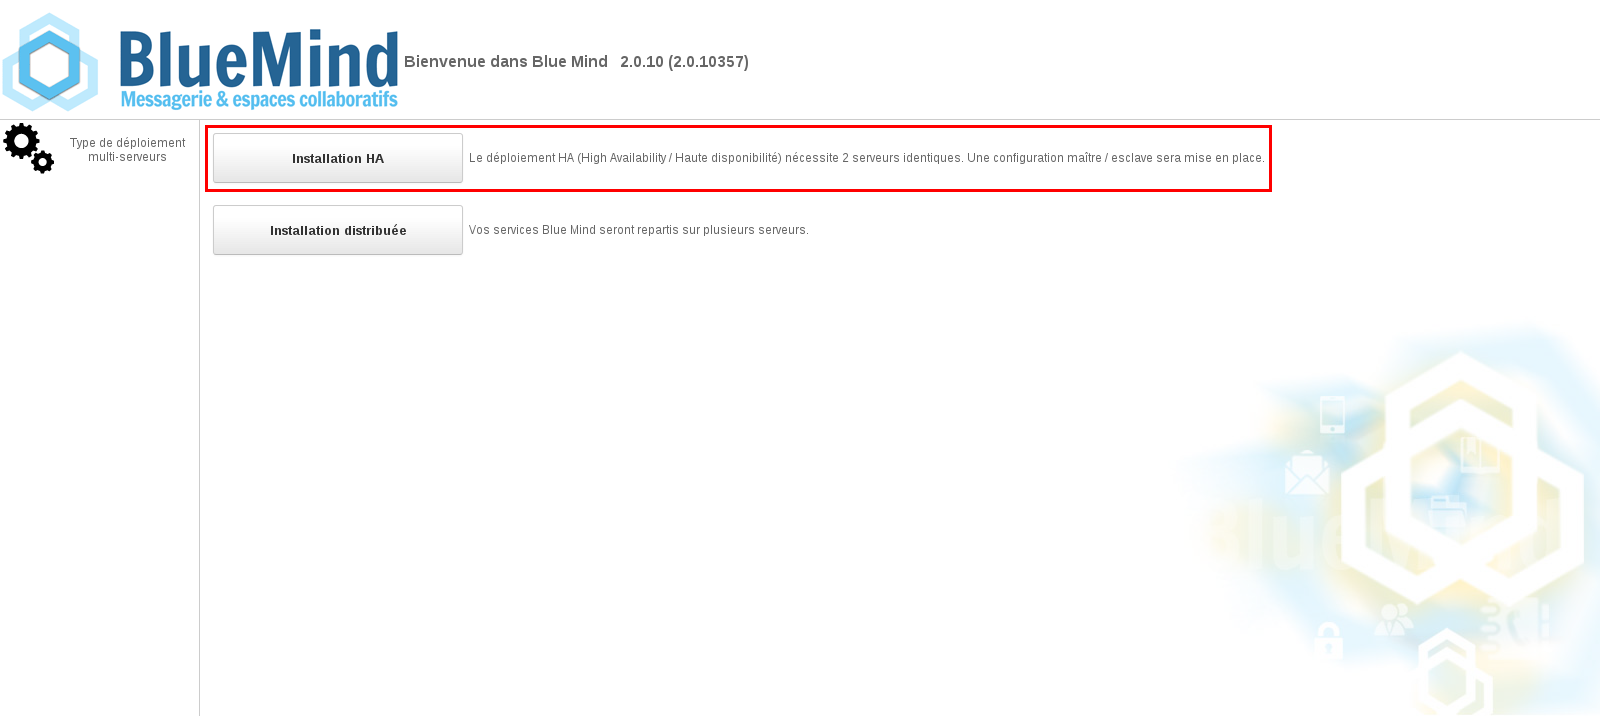 BlueMind
Messagerie & espaces collaboratifs
Bienvenue dans Blue Mind 2.0.10 (2.0.10357)
Type de déploiement
multi-serveurs
Installation HA
Le déploiement HA (High Availability / Haute disponibilité) nécessite 2 serveurs identiques. Une configuration maître / esclave sera mise en place.
Installation distribuée
Vos services Blue Mind seront repartis sur plusieurs serveurs.